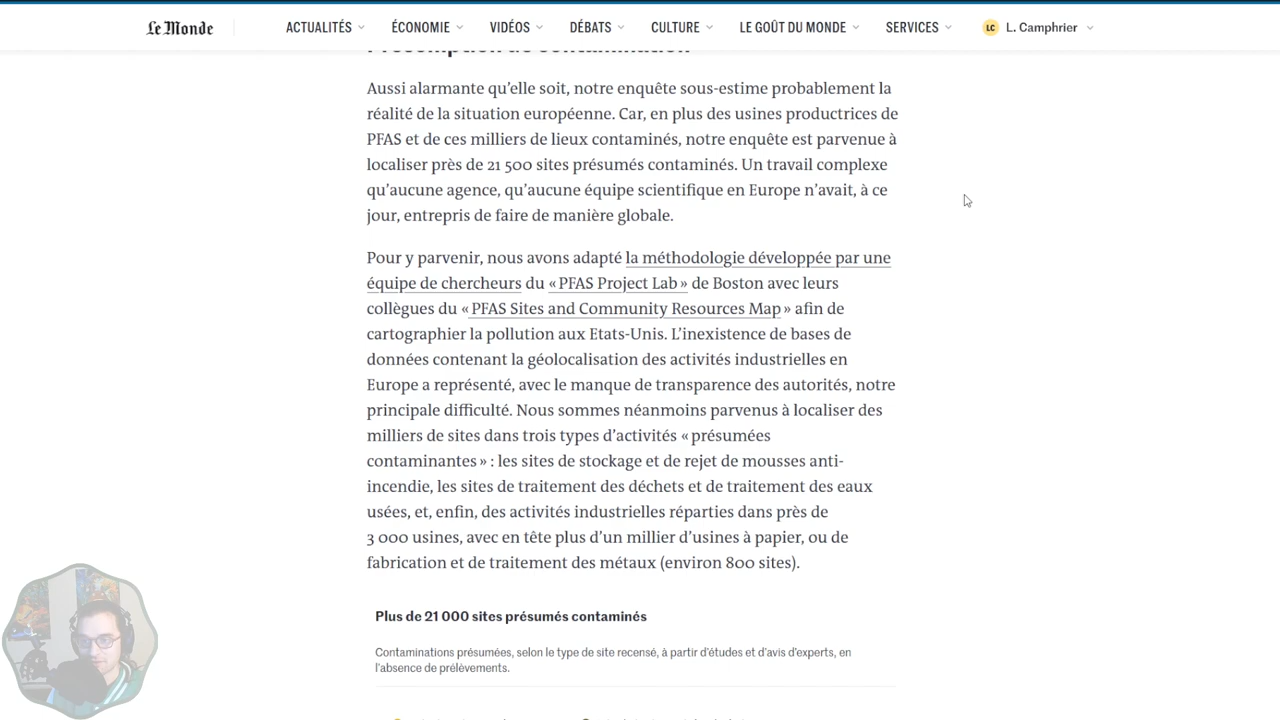 Le Monde
ACTUALITÉS
ÉCONOMIE
VIDÉOS
DÉBATS
CULTURE
LE GOÛT DU MONDE
SERVICES
LC
L. Camphrier
Présomption de contamination
Aussi alarmante qu’elle soit, notre enquête sous-estime probablement la
réalité de la situation européenne. Car, en plus des usines productrices de
PFAS et de ces milliers de lieux contaminés, notre enquête est parvenue à
localiser près de 21 500 sites présumés contaminés. Un travail complexe
qu’aucune agence, qu’aucune équipe scientifique en Europe n’avait, à ce
jour, entrepris de faire de manière globale.
Pour y parvenir, nous avons adapté la méthodologie développée par une
équipe de chercheurs du « PFAS Project Lab » de Boston avec leurs
collègues du « PFAS Sites and Community Resources Map » afin de
cartographier la pollution aux Etats-Unis. L’inexistence de bases de
données contenant la géolocalisation des activités industrielles en
Europe a représenté, avec le manque de transparence des autorités, notre
principale difficulté. Nous sommes néanmoins parvenus à localiser des
milliers de sites dans trois types d’activités « présumées
contaminantes » : les sites de stockage et de rejet de mousses anti-
incendie, les sites de traitement des déchets et de traitement des eaux
usées, et, enfin, des activités industrielles réparties dans près de
3 000 usines, avec en tête plus d’un millier d’usines à papier, ou de
fabrication et de traitement des métaux (environ 800 sites).
Plus de 21 000 sites présumés contaminés
Contaminations présumées, selon le type de site recensé, à partir d’études et d’avis d’experts, en
l’absence de prélèvements.